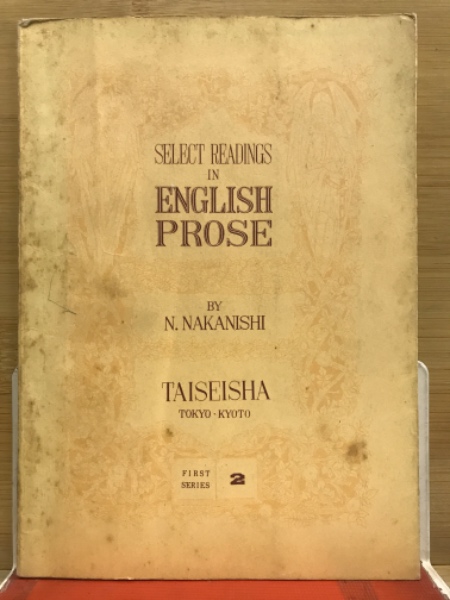 SELECT READINGS
IN
ENGLISH
PROSE
BY
N. NAKANISHI
TAISEISHA
TOKYO - KYOTO
FIRST
SERIES
2